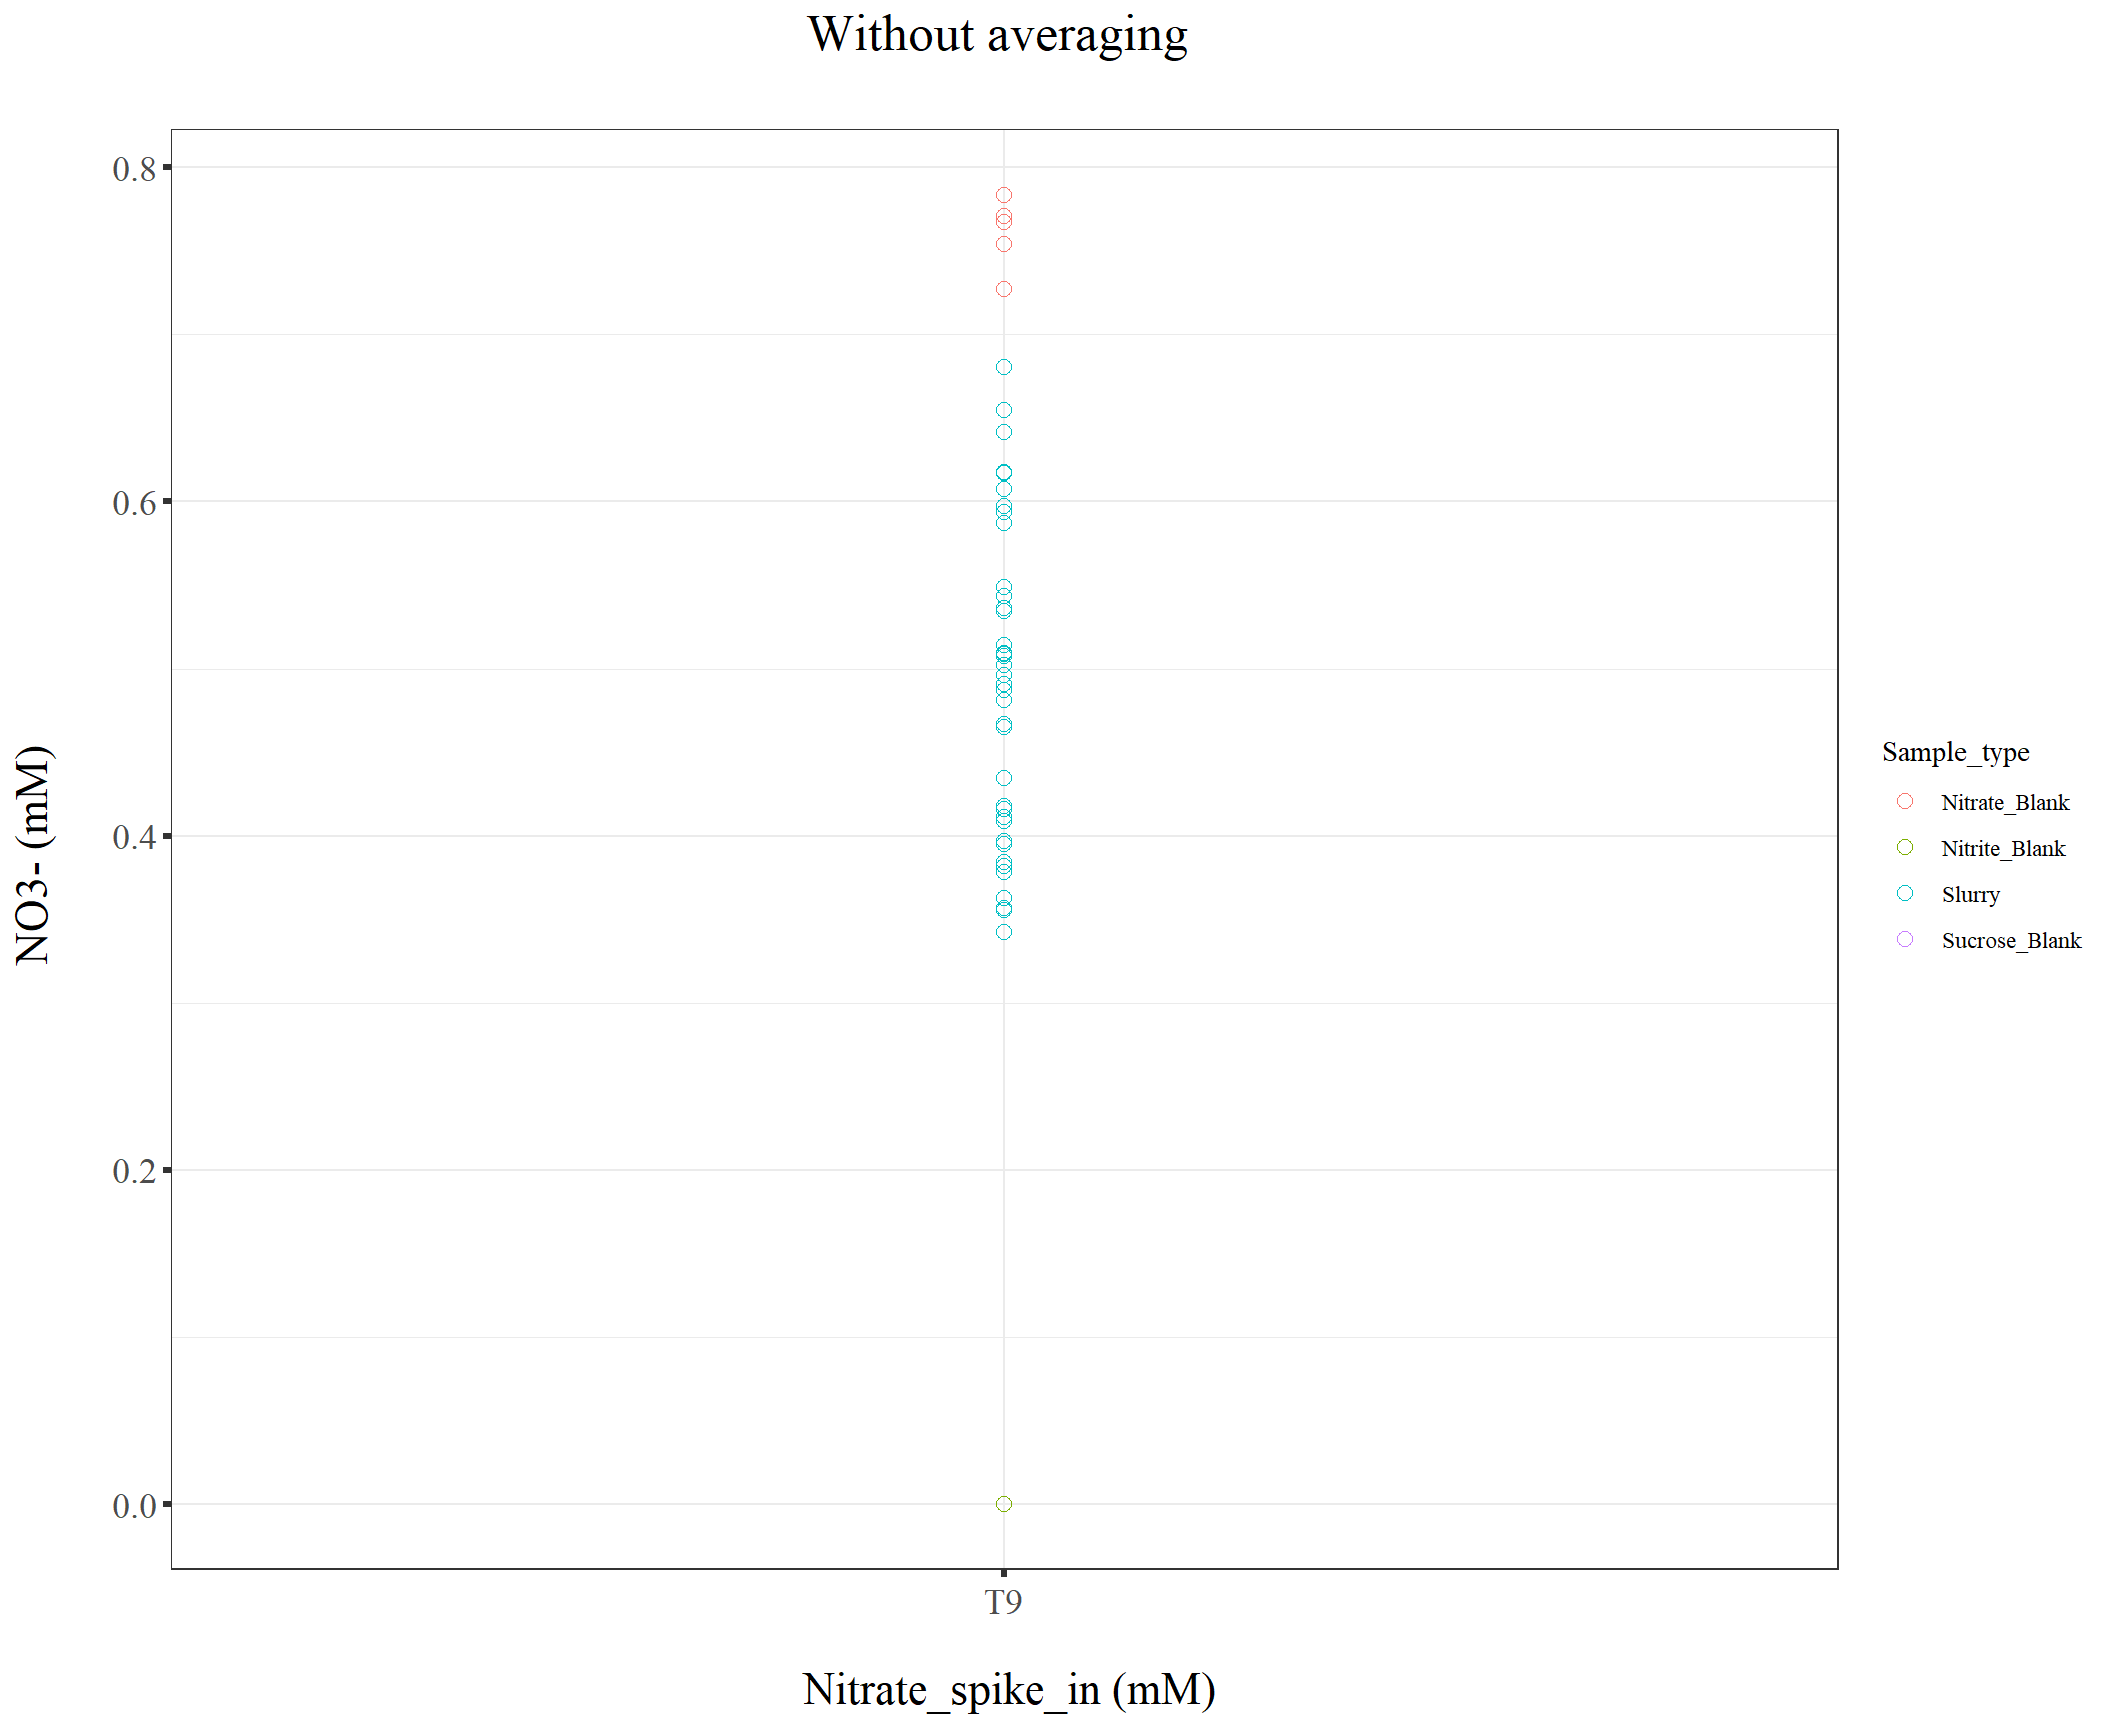 Without averaging
0.8
0.6
0.4
0.2
0.0
NO3- (mM)
T9
Nitrate_spike_in (mM)
Sample_type
Nitrate_Blank
Nitrite_Blank
Slurry
Sucrose_Blank